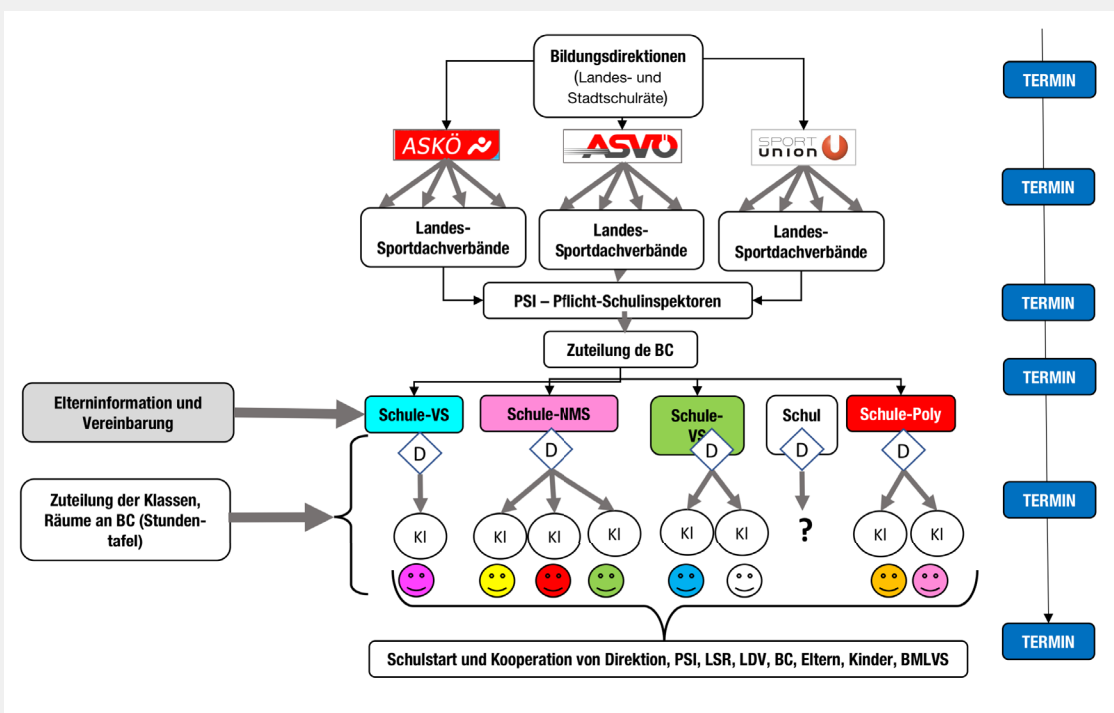 Bildungsdirektionen
(Landes- und
Stadtschulräte)
TERMIN
ASKÖ
ASVÖ
SPORT
union
TERMIN
Landes-
Sportdachverbände
Landes-
Sportdachverbände
Landes-
Sportdachverbände
PSI – Pflicht-Schulinspektoren
TERMIN
Zuteilung de BC
TERMIN
Elterninformation und
Vereinbarung
Schule-VS
Schule-NMS
Schule-
VS
Schul
Schule-Poly
D
D
D
D
D
Zuteilung der Klassen,
Räume an BC (Stunden-
tafel)
TERMIN
Kl
Kl
Kl
Kl
Kl
Kl
?
Kl
Kl
Schulstart und Kooperation von Direktion, PSI, LSR, LDV, BC, Eltern, Kinder, BMLVS
TERMIN